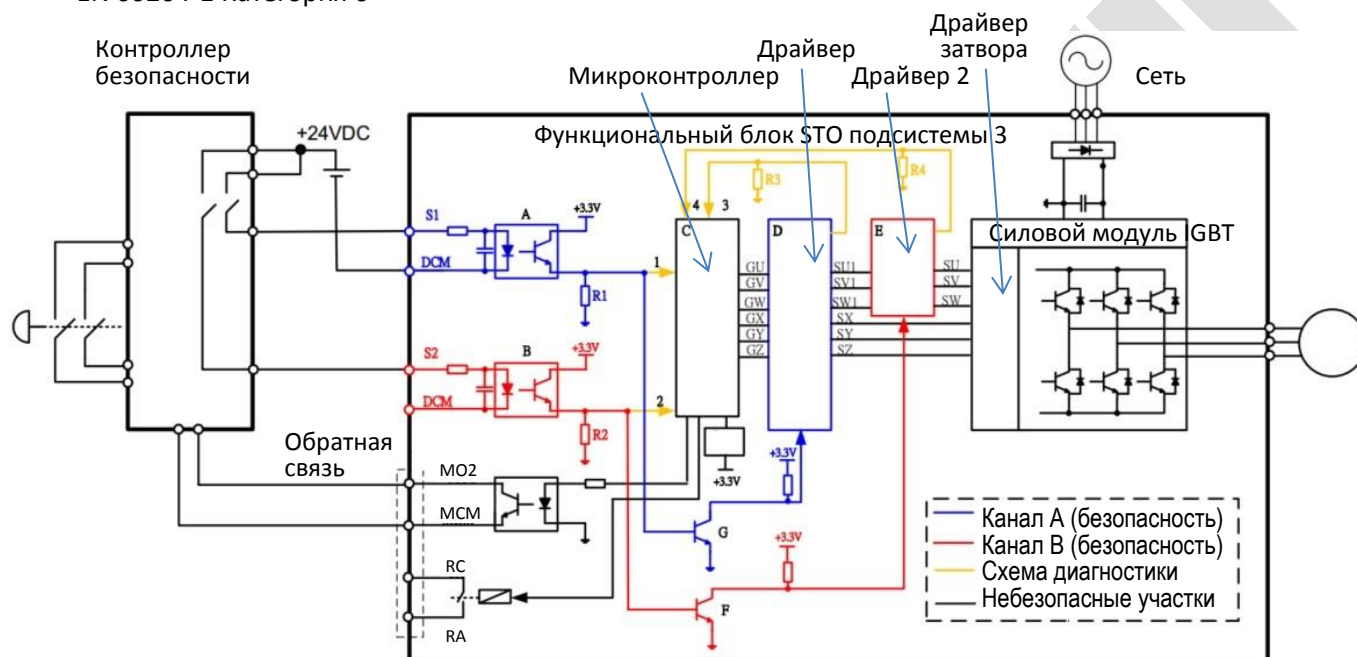 Контроллер
безопасности
+24VDC
Драйвер
затвора
Драйвер
Микроконтроллер
Драйвер 2
Сеть
Функциональный блок STO подсистемы 3
S1
A
+3.3V
DCM
R1
1
4
3
R3
R4
C
D
E
Силовой модуль IGBT
GU
GV
GW
GX
GY
GZ
SU1
SV1
SW1
SX
SY
SZ
SU
SV
SW
S2
B
+3.3V
DCM
R2
2
+3.3V
+3.3V
G
+3.3V
F
Обратная
связь
MO2
MCM
RC
RA
Канал A (безопасность)
Канал B (безопасность)
Схема диагностики
Небезопасные участки